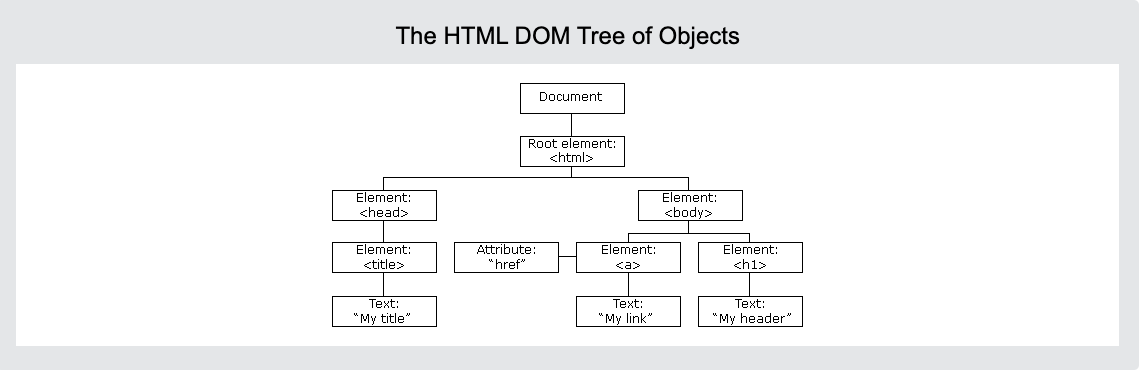 The HTML DOM Tree of Objects
Document
Root element:
<html>
Element:
<head>
Element:
<body>
Element:
<title>
Attribute:
“href”
Element:
<a>
Element:
<h1>
Text:
“My title”
Text:
“My link”
Text:
“My header”